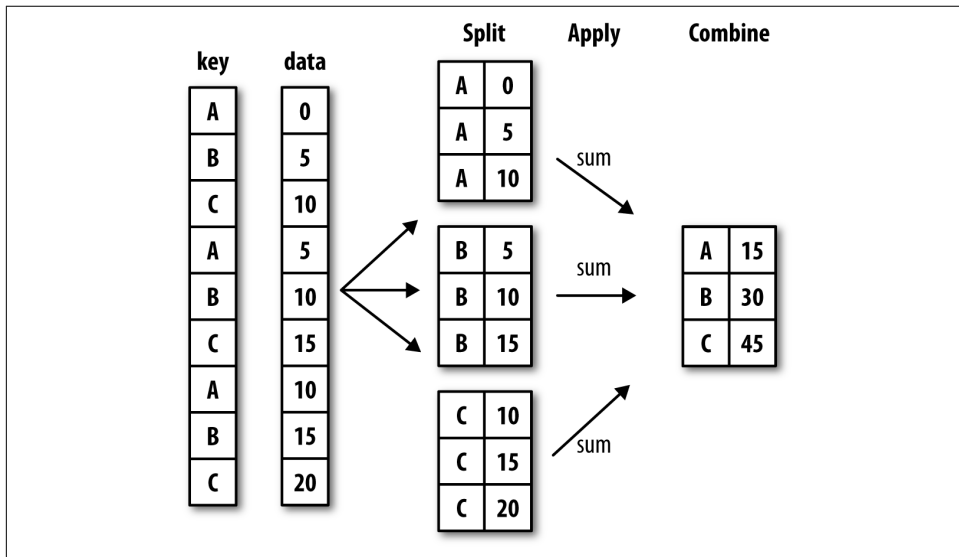 Split Apply Combine
key data
A 0
B 5
C 10
A 5
B 10
C 15
A 10
B 15
C 20
A 0
A 5
A 10
B 5
B 10
B 15
C 10
C 15
C 20
sum
sum
sum
A 15
B 30
C 45